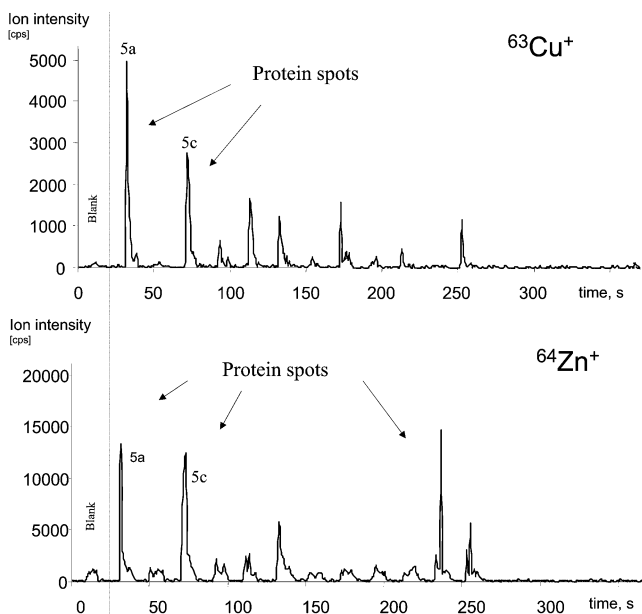 Ion intensity
[cps]
63Cu+
5a
5000
Protein spots
4000
3000
5c
2000
Blank
1000
0
0 50 100 150 200 250 300 350 time, s
Ion intensity
[cps]
64Zn+
20000
Protein spots
15000
5a
5c
10000
Blank
5000
0
0 50 100 150 200 250 300 time, s